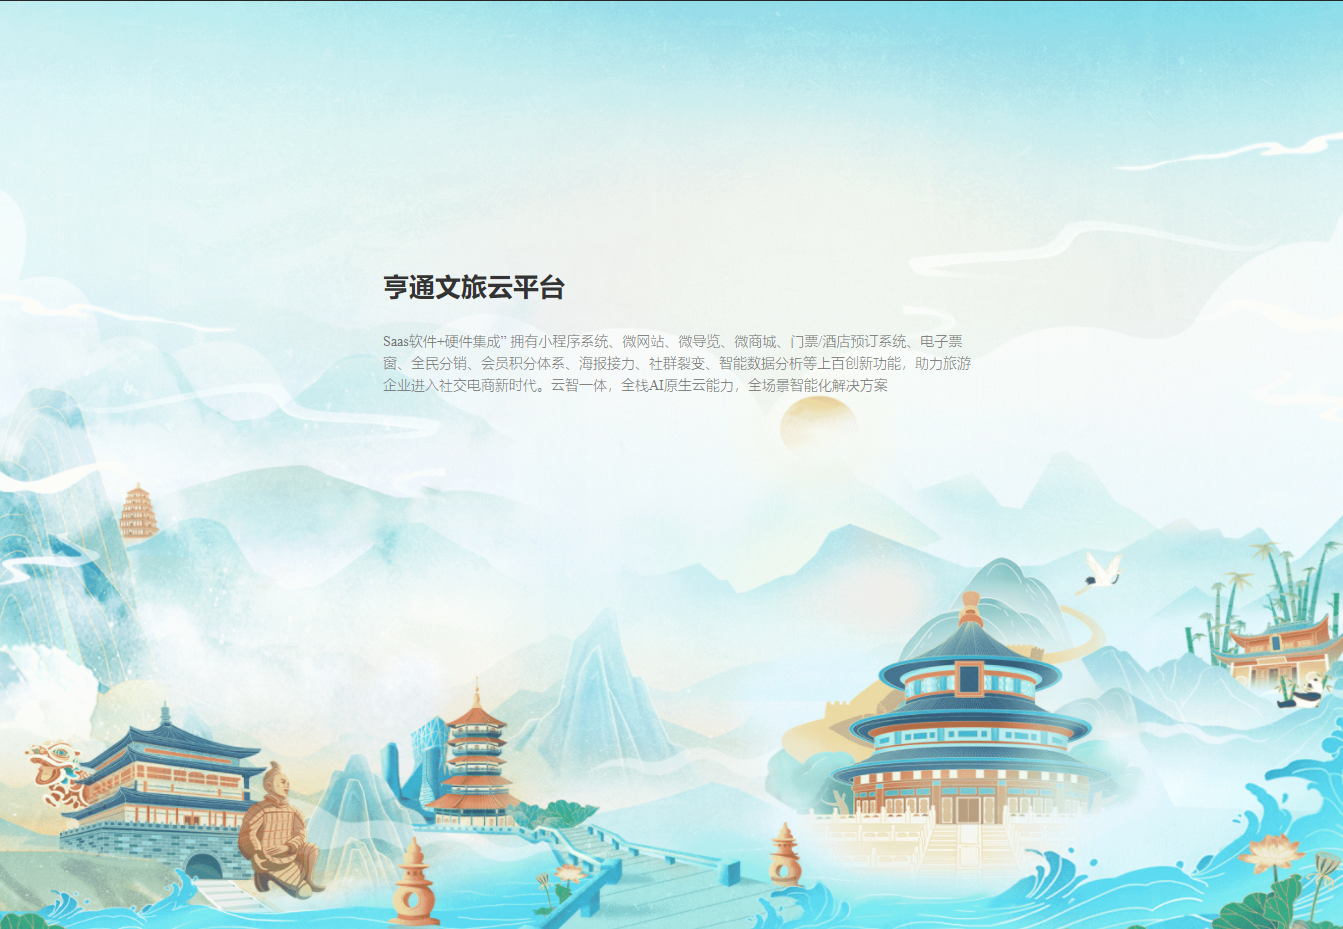 亨通文旅云平台
Saas软件+硬件集成” 拥有小程序系统、微网站、微导览、微商城、门票/酒店预订系统、电子票
窗、全民分销、会员积分体系、海报接力、社群裂变、智能数据分析等上百创新功能，助力旅游
企业进入社交电商新时代。云智一体，全栈AI原生云能力，全场景智能化解决方案